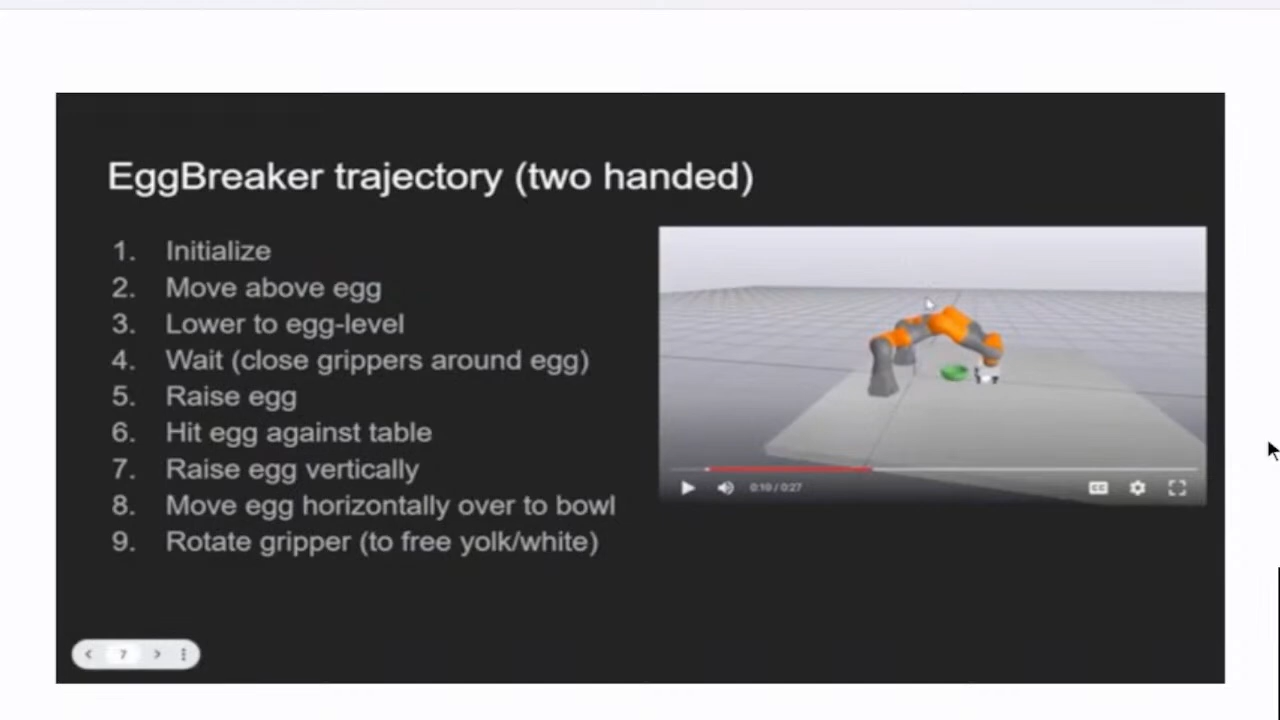 EggBreaker trajectory (two handed)
1. Initialize
2. Move above egg
3. Lower to egg-level
4. Wait (close grippers around egg)
5. Raise egg
6. Hit egg against table
7. Raise egg vertically
8. Move egg horizontally over to bowl
9. Rotate gripper (to free yolk/white)
0:10 / 0:27
CC
7